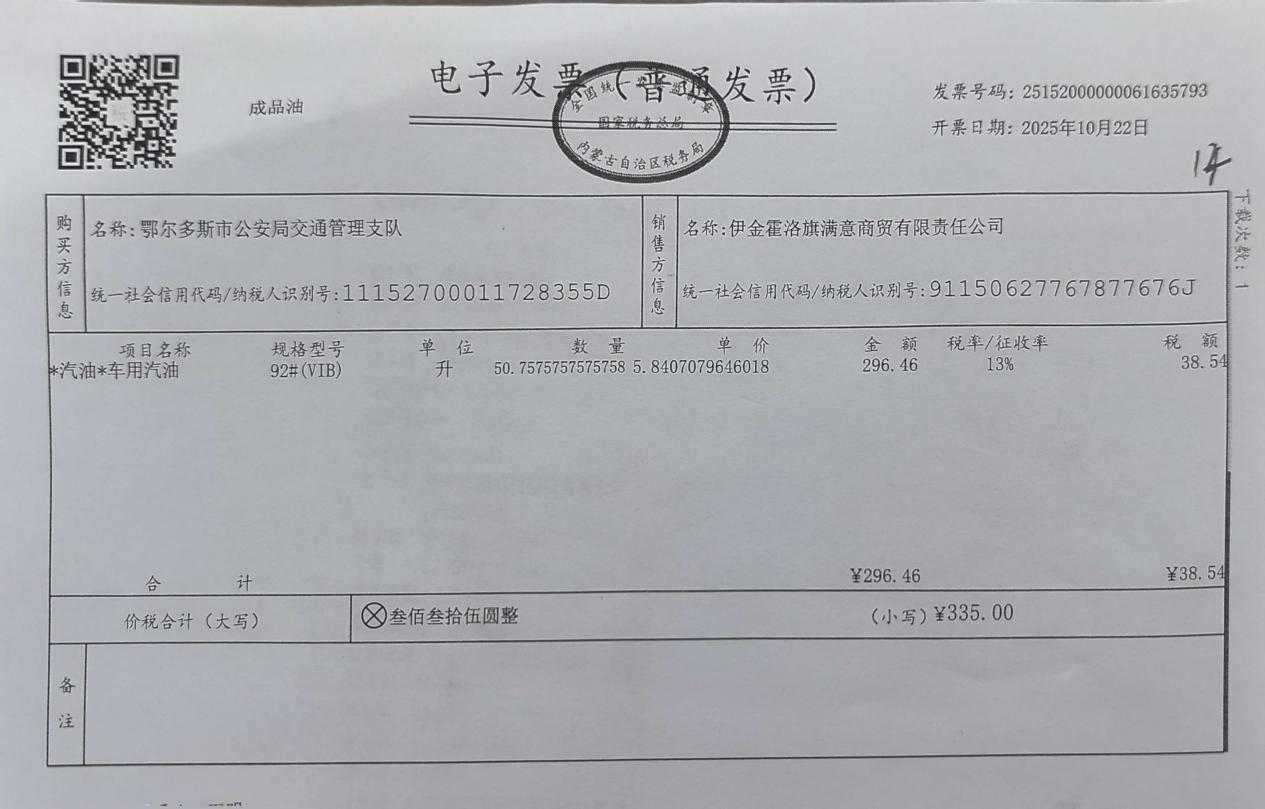 电子发票（普通发票）
成品油
全国统一发票监制章
国家税务总局
内蒙古自治区税务局
发票号码: 25152000000061635793
开票日期: 2025年10月22日
下载次数: 1
购买方信息
名称: 鄂尔多斯市公安局交通管理支队
统一社会信用代码/纳税人识别号: 11152700011728355D
销售方信息
名称: 伊金霍洛旗满意商贸有限责任公司
统一社会信用代码/纳税人识别号: 91150627767877676J
项目名称 规格型号 单位 数量 单价 金额 税率/征收率 税额
*汽油*车用汽油 92#(VIB) 升 50.7575757575758 5.8407079646018 296.46 13% 38.54
合计 ¥296.46 ¥38.54
价税合计（大写） ⊗叁佰叁拾伍圆整 （小写）¥335.00
备注